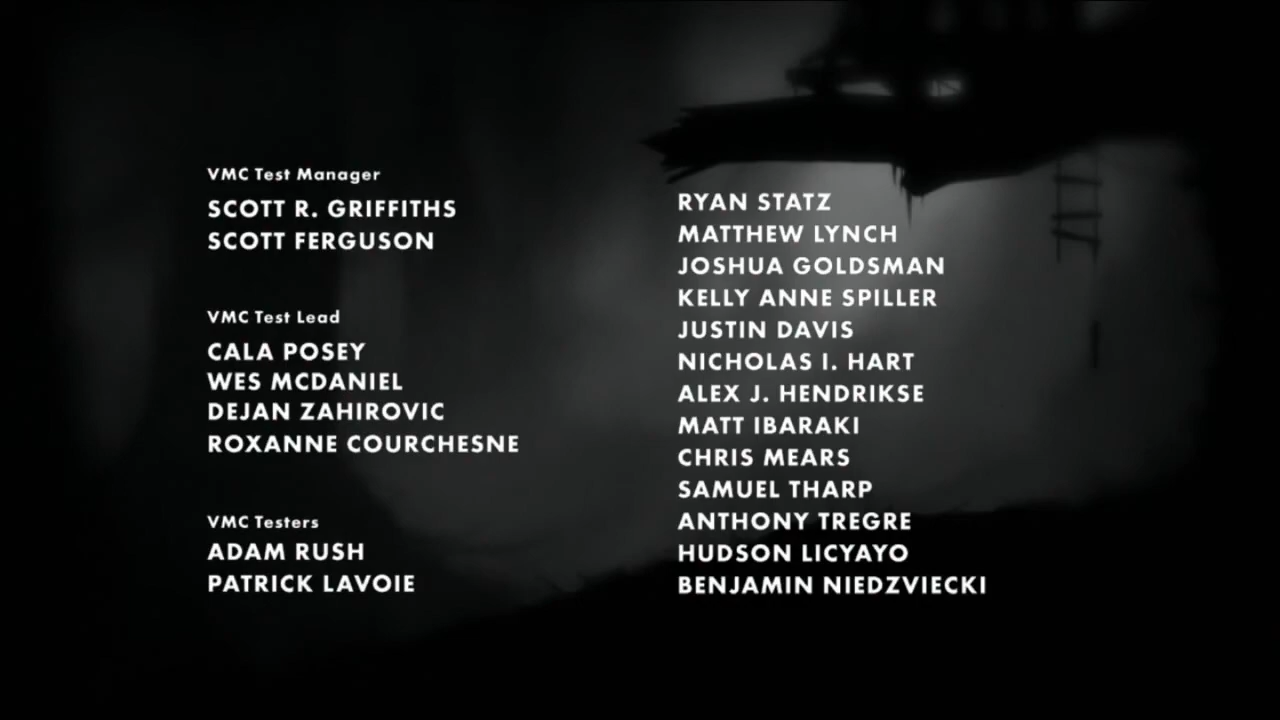 VMC Test Manager
SCOTT R. GRIFFITHS
SCOTT FERGUSON
VMC Test Lead
CALA POSEY
WES MCDANIEL
DEJAN ZAHIROVIC
ROXANNE COURCHESNE
VMC Testers
ADAM RUSH
PATRICK LAVOIE
RYAN STATZ
MATTHEW LYNCH
JOSHUA GOLDSMAN
KELLY ANNE SPILLER
JUSTIN DAVIS
NICHOLAS I. HART
ALEX J. HENDRIKSE
MATT IBARAKI
CHRIS MEARS
SAMUEL THARP
ANTHONY TREGRE
HUDSON LICYAYO
BENJAMIN NIEDZVIECKI